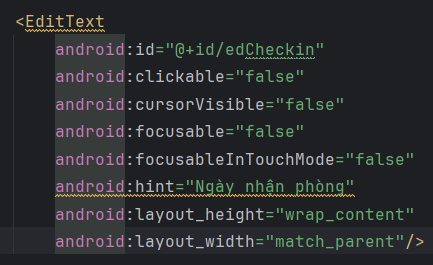 <EditText
android:id="@+id/edCheckin"
android:clickable="false"
android:cursorVisible="false"
android:focusable="false"
android:focusableInTouchMode="false"
android:hint="Ngày nhận phòng"
android:layout_height="wrap_content"
android:layout_width="match_parent"/>